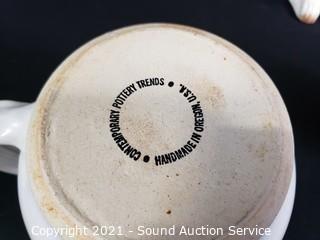 CONTEMPORARY POTTERY TRENDS •
HANDMADE IN OREGON, U.S.A. •
Copyright 2021 - Sound Auction Service